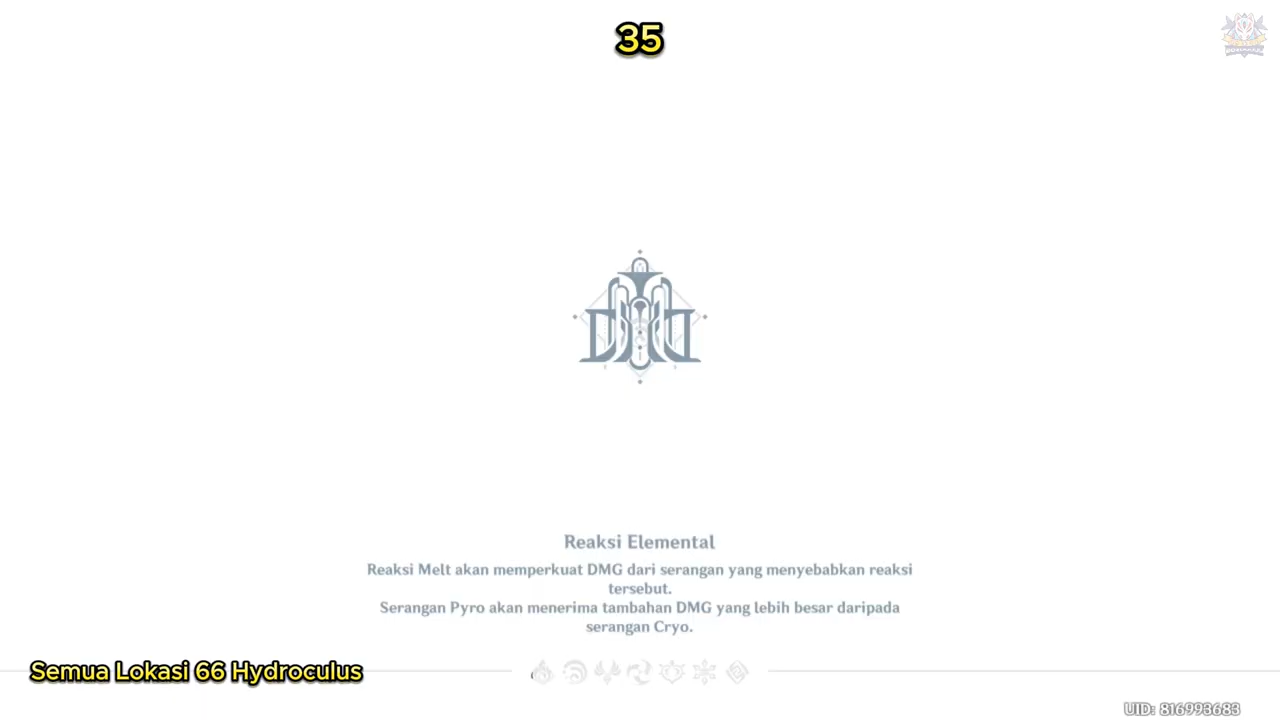 35
Reaksi Elemental
Reaksi Melt akan memperkuat DMG dari serangan yang menyebabkan reaksi
tersebut.
Serangan Pyro akan menerima tambahan DMG yang lebih besar daripada
serangan Cryo.
Semua Lokasi 66 Hydroculus
UID: 816993683